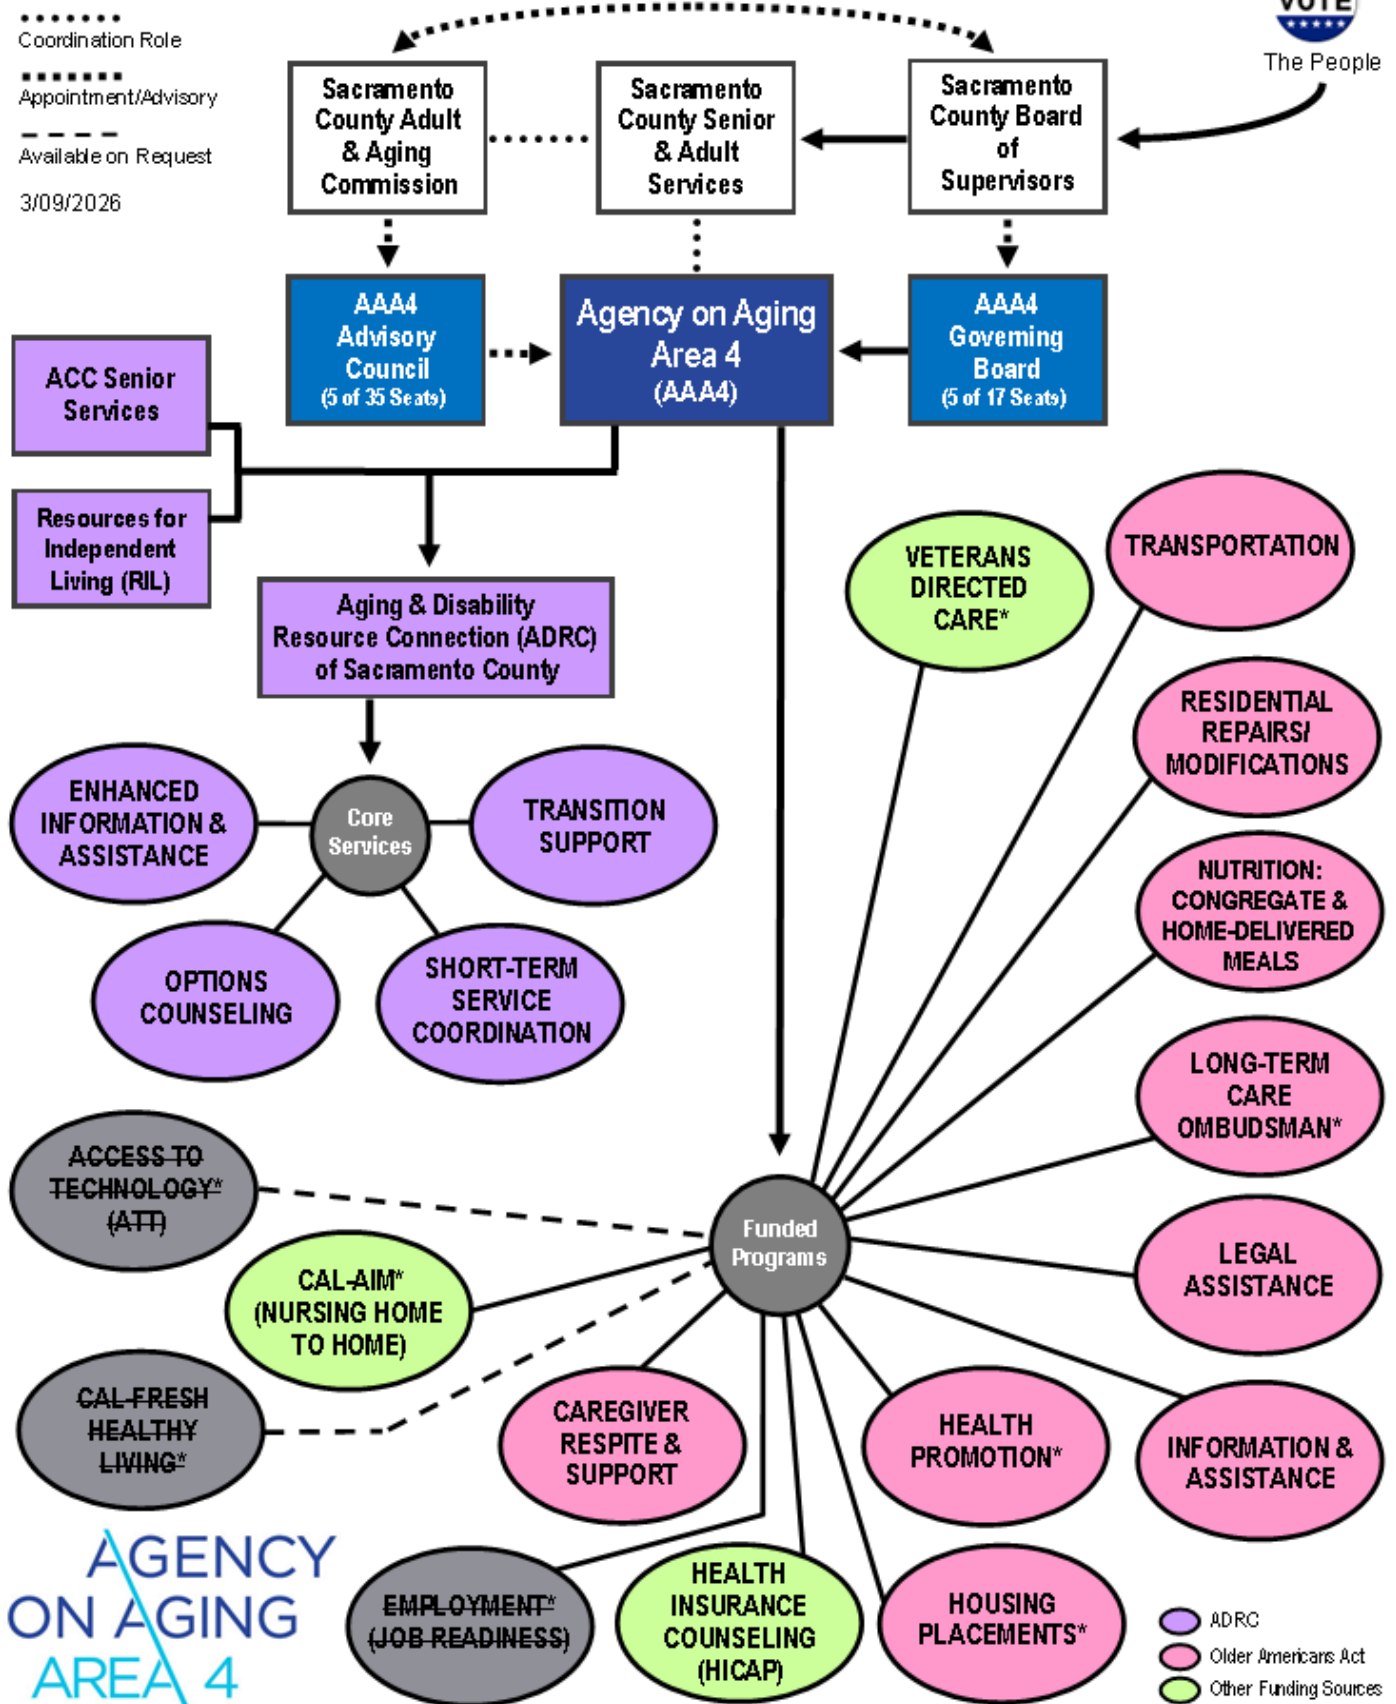 VOTE
The People
Coordination Role
Appointment/Advisory
Available on Request
3/09/2026
Sacramento
County Adult
& Aging
Commission
Sacramento
County Senior
& Adult
Services
Sacramento
County Board
of
Supervisors
AAA4
Advisory
Council
(5 of 35 Seats)
Agency on Aging
Area 4
(AAA4)
AAA4
Governing
Board
(5 of 17 Seats)
ACC Senior
Services
Resources for
Independent
Living (RIL)
Aging & Disability
Resource Connection (ADRC)
of Sacramento County
Core
Services
ENHANCED
INFORMATION &
ASSISTANCE
TRANSITION
SUPPORT
OPTIONS
COUNSELING
SHORT-TERM
SERVICE
COORDINATION
VETERANS
DIRECTED
CARE*
TRANSPORTATION
RESIDENTIAL
REPAIRS/
MODIFICATIONS
NUTRITION:
CONGREGATE &
HOME-DELIVERED
MEALS
LONG-TERM
CARE
OMBUDSMAN*
LEGAL
ASSISTANCE
INFORMATION &
ASSISTANCE
Funded
Programs
ACCESS TO
TECHNOLOGY*
(ATT)
CAL-AIM*
(NURSING HOME
TO HOME)
CAL-FRESH
HEALTHY
LIVING*
CAREGIVER
RESPITE &
SUPPORT
HEALTH
PROMOTION*
EMPLOYMENT*
(JOB READINESS)
HEALTH
INSURANCE
COUNSELING
(HICAP)
HOUSING
PLACEMENTS*
AGENCY
ON AGING
AREA 4
ADRC
Older Americans Act
Other Funding Sources